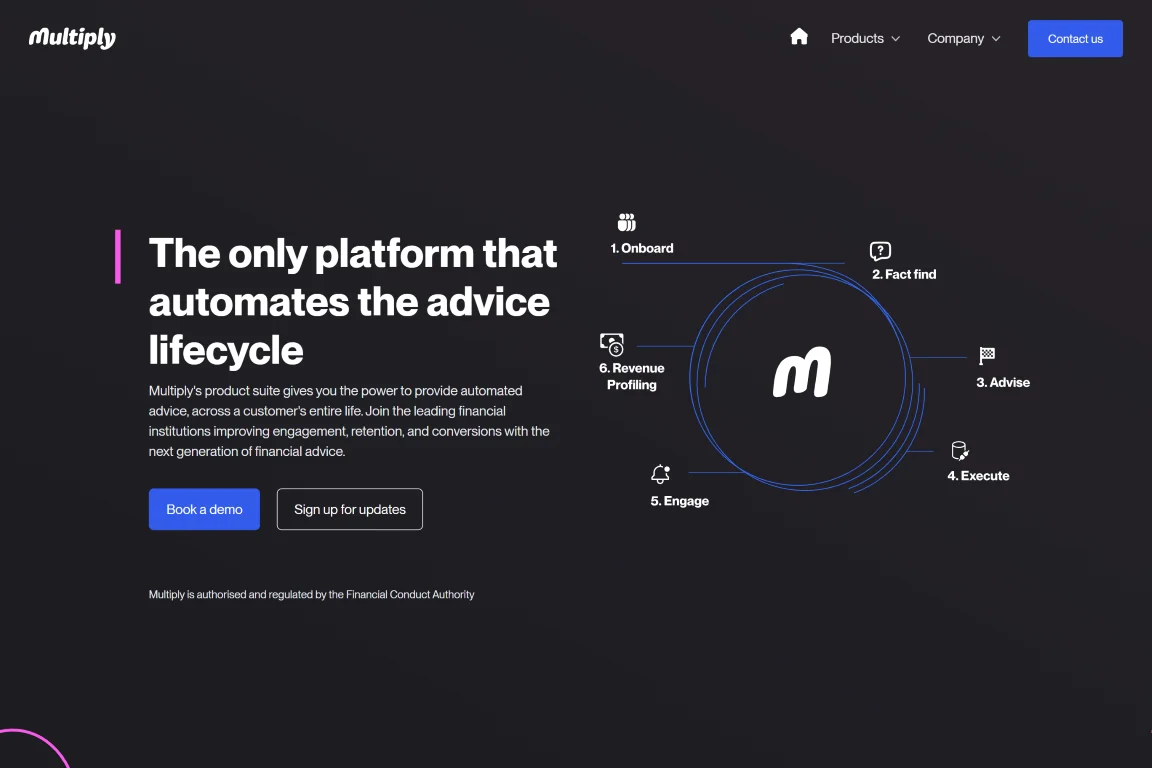 Multiply
Products
Company
Contact us
The only platform that
automates the advice
lifecycle
Multiply's product suite gives you the power to provide automated
advice, across a customer's entire life. Join the leading financial
institutions improving engagement, retention, and conversions with the
next generation of financial advice.
Book a demo
Sign up for updates
Multiply is authorised and regulated by the Financial Conduct Authority
1. Onboard
2. Fact find
3. Advise
4. Execute
5. Engage
6. Revenue
Profiling
m